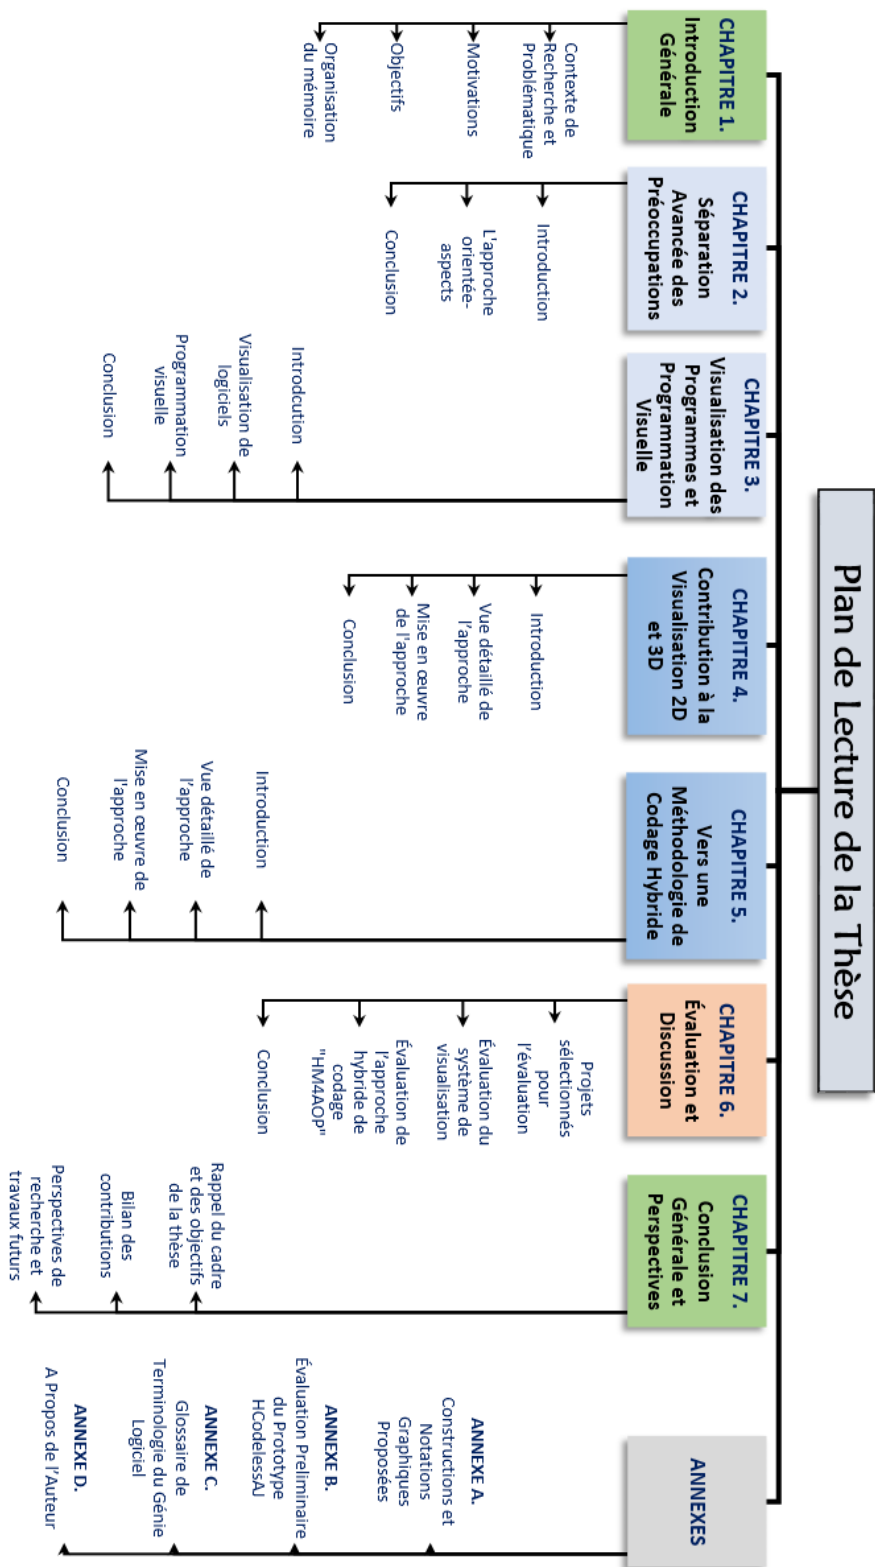 Plan de Lecture de la Thèse
CHAPITRE 1.
Introduction
Générale
Contexte de
Recherche et
Problématique
Motivations
Objectifs
Organisation
du mémoire
CHAPITRE 2.
Séparation
Avancée des
Préoccupations
Introduction
L'approche
orientée-
aspects
Conclusion
CHAPITRE 3.
Visualisation des
Programmes et
Programmation
Visuelle
Introdcution
Visualisation de
logiciels
Programmation
visuelle
Conclusion
CHAPITRE 4.
Contribution à la
Visualisation 2D
et 3D
Introduction
Vue détaillé de
l’approche
Mise en œuvre
de l'approche
Conclusion
CHAPITRE 5.
Vers une
Méthodologie de
Codage Hybride
Introduction
Vue détaillé de
l’approche
Mise en œuvre de
l'approche
Conclusion
CHAPITRE 6.
Évaluation et
Discussion
Projets
sélectionnés
pour
l’évaluation
Évaluation du
système de
visualisation
Évaluation de
l’approche
hybride de
codage
"HM4AOP"
Conclusion
CHAPITRE 7.
Conclusion
Générale et
Perspectives
Rappel du cadre
et des objectifs
de la thèse
Bilan des
contributions
Perspectives de
recherche et
travaux futurs
ANNEXES
ANNEXE A.
Constructions et
Notations
Graphiques
Proposées
ANNEXE B.
Évaluation Preliminaire
du Prototype
HCodelessAJ
ANNEXE C.
Glossaire de
Terminologie du Génie
Logiciel
ANNEXE D.
A Propos de l’Auteur